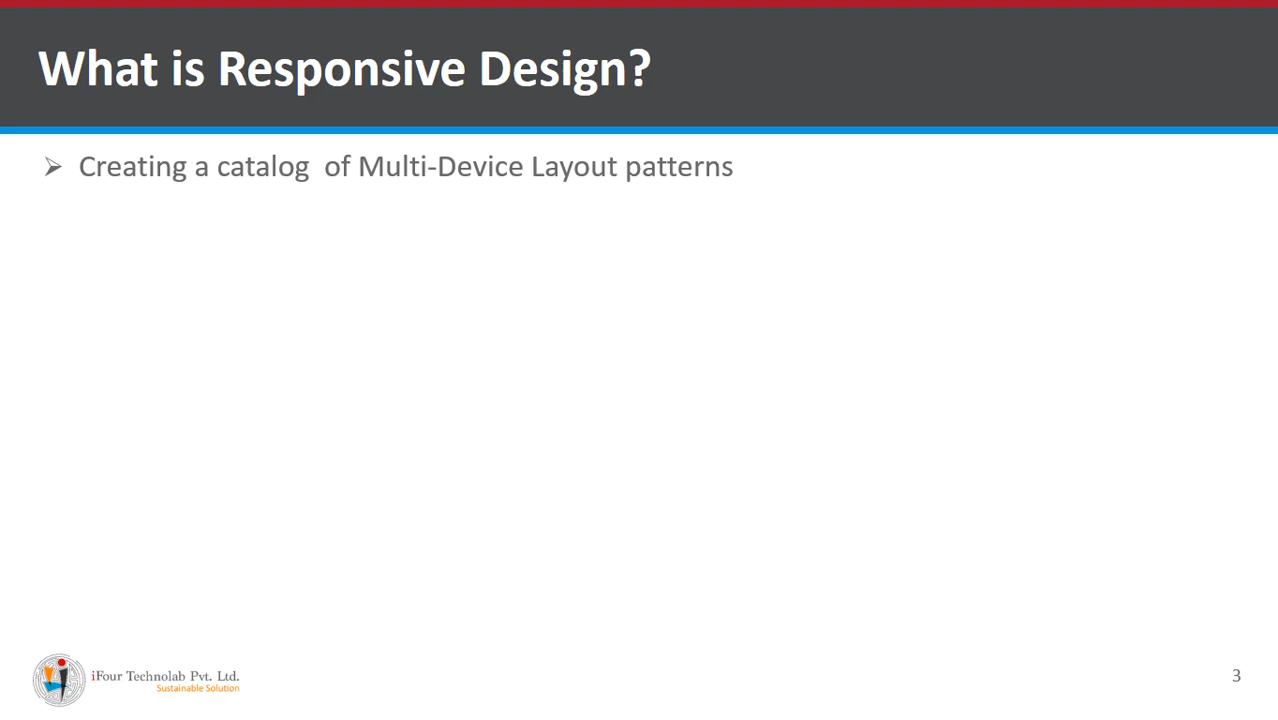 What is Responsive Design?
➢ Creating a catalog  of Multi-Device Layout patterns
iFour Technolab Pvt. Ltd.
Sustainable Solution
3